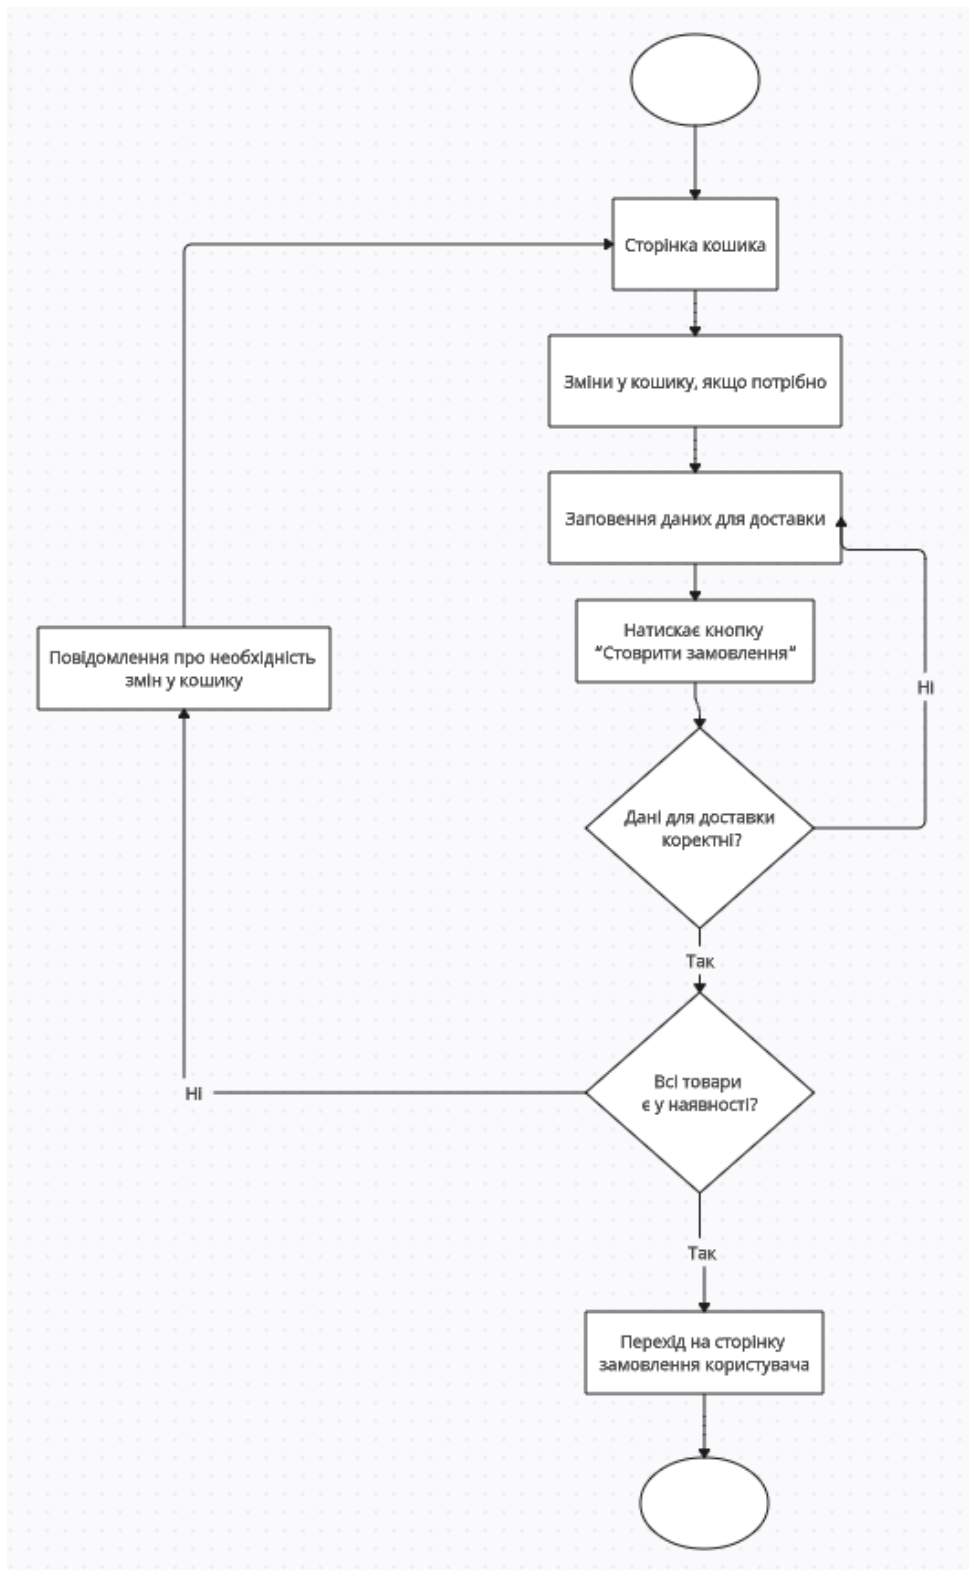 Сторінка кошика
Зміни у кошику, якщо потрібно
Заповення даних для доставки
Натискає кнопку
“Стоврити замовлення”
Повідомлення про необхідність
змін у кошику
Ні
Дані для доставки
коректні?
Так
Всі товари
є у наявності?
Ні
Так
Перехід на сторінку
замовлення користувача